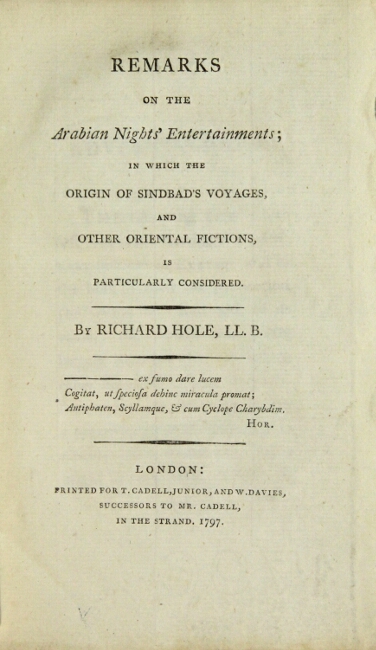 REMARKS
ON THE
Arabian Nights' Entertainments;
IN WHICH THE
ORIGIN OF SINDBAD'S VOYAGES,
AND
OTHER ORIENTAL FICTIONS,
IS
PARTICULARLY CONSIDERED.
By RICHARD HOLE, LL. B.
——— ex fumo dare lucem
Cogitat, ut ſpecioſa dehinc miracula promat;
Antiphaten, Scyllamque, & cum Cyclope Charybdim.
HOR.
LONDON:
PRINTED FOR T. CADELL, JUNIOR, AND W. DAVIES,
SUCCESSORS TO MR. CADELL,
IN THE STRAND. 1797.